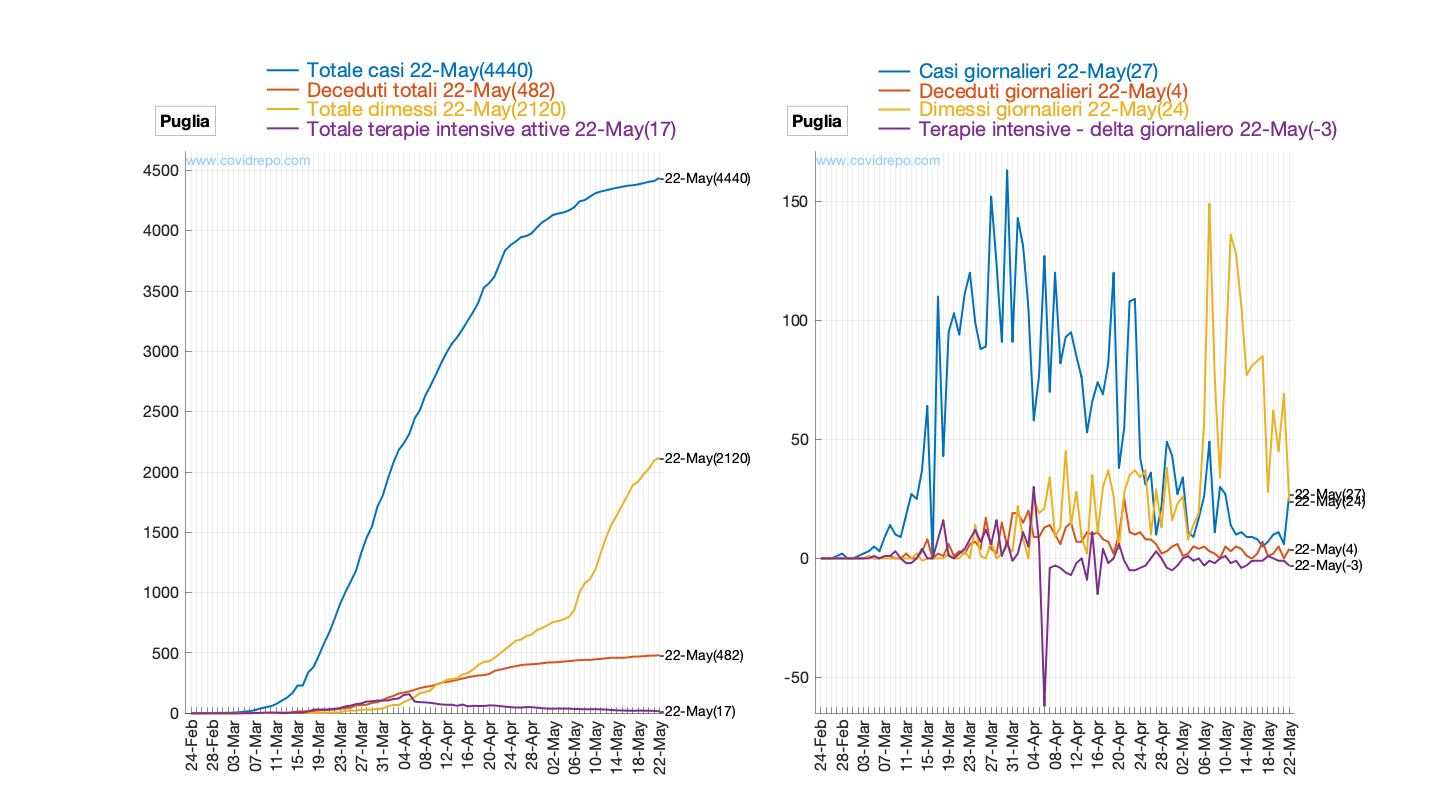 Totale casi 22-May(4440)
Deceduti totali 22-May(482)
Totale dimessi 22-May(2120)
Totale terapie intensive attive 22-May(17)
Puglia
www.covidrepo.com
4500
4000
3500
3000
2500
2000
1500
1000
500
0
22-May(4440)
22-May(2120)
22-May(482)
22-May(17)
24-Feb
28-Feb
03-Mar
07-Mar
11-Mar
15-Mar
19-Mar
23-Mar
27-Mar
31-Mar
04-Apr
08-Apr
12-Apr
16-Apr
20-Apr
24-Apr
28-Apr
02-May
06-May
10-May
14-May
18-May
22-May
Casi giornalieri 22-May(27)
Deceduti giornalieri 22-May(4)
Dimessi giornalieri 22-May(24)
Terapie intensive - delta giornaliero 22-May(-3)
Puglia
www.covidrepo.com
150
100
50
0
-50
22-May(27)
22-May(24)
22-May(4)
22-May(-3)
24-Feb
28-Feb
03-Mar
07-Mar
11-Mar
15-Mar
19-Mar
23-Mar
27-Mar
31-Mar
04-Apr
08-Apr
12-Apr
16-Apr
20-Apr
24-Apr
28-Apr
02-May
06-May
10-May
14-May
18-May
22-May